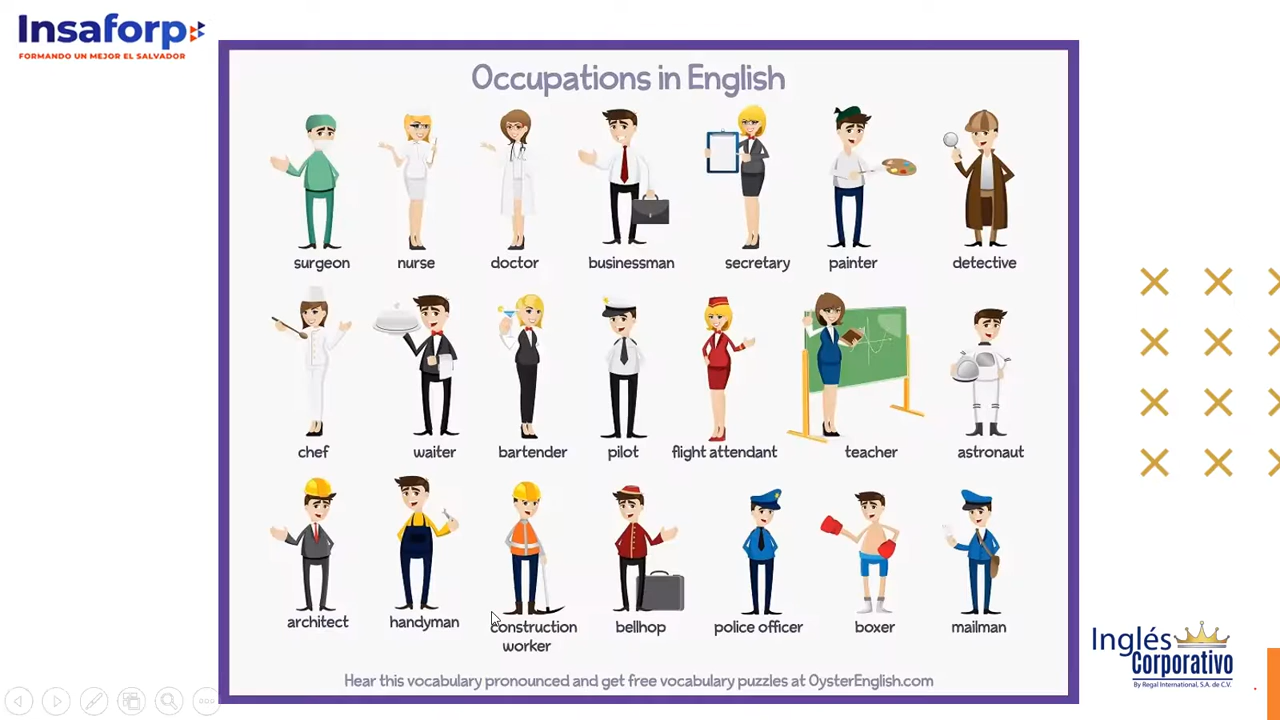 Insaforp
FORMANDO UN MEJOR EL SALVADOR
Occupations in English
surgeon nurse doctor businessman secretary painter detective
chef waiter bartender pilot flight attendant teacher astronaut
architect handyman construction worker bellhop police officer boxer mailman
Hear this vocabulary pronounced and get free vocabulary puzzles at OysterEnglish.com
Inglés
Corporativo
By Regal International, S.A. de C.V.